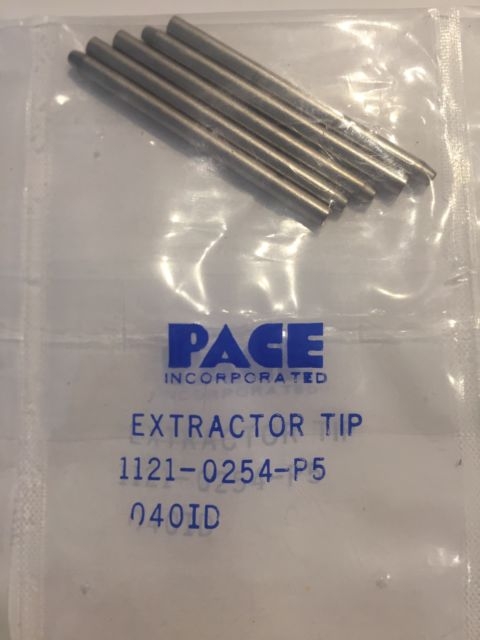 PACE
INCORPORATED
EXTRACTOR TIP
1121-0254-P5
040ID